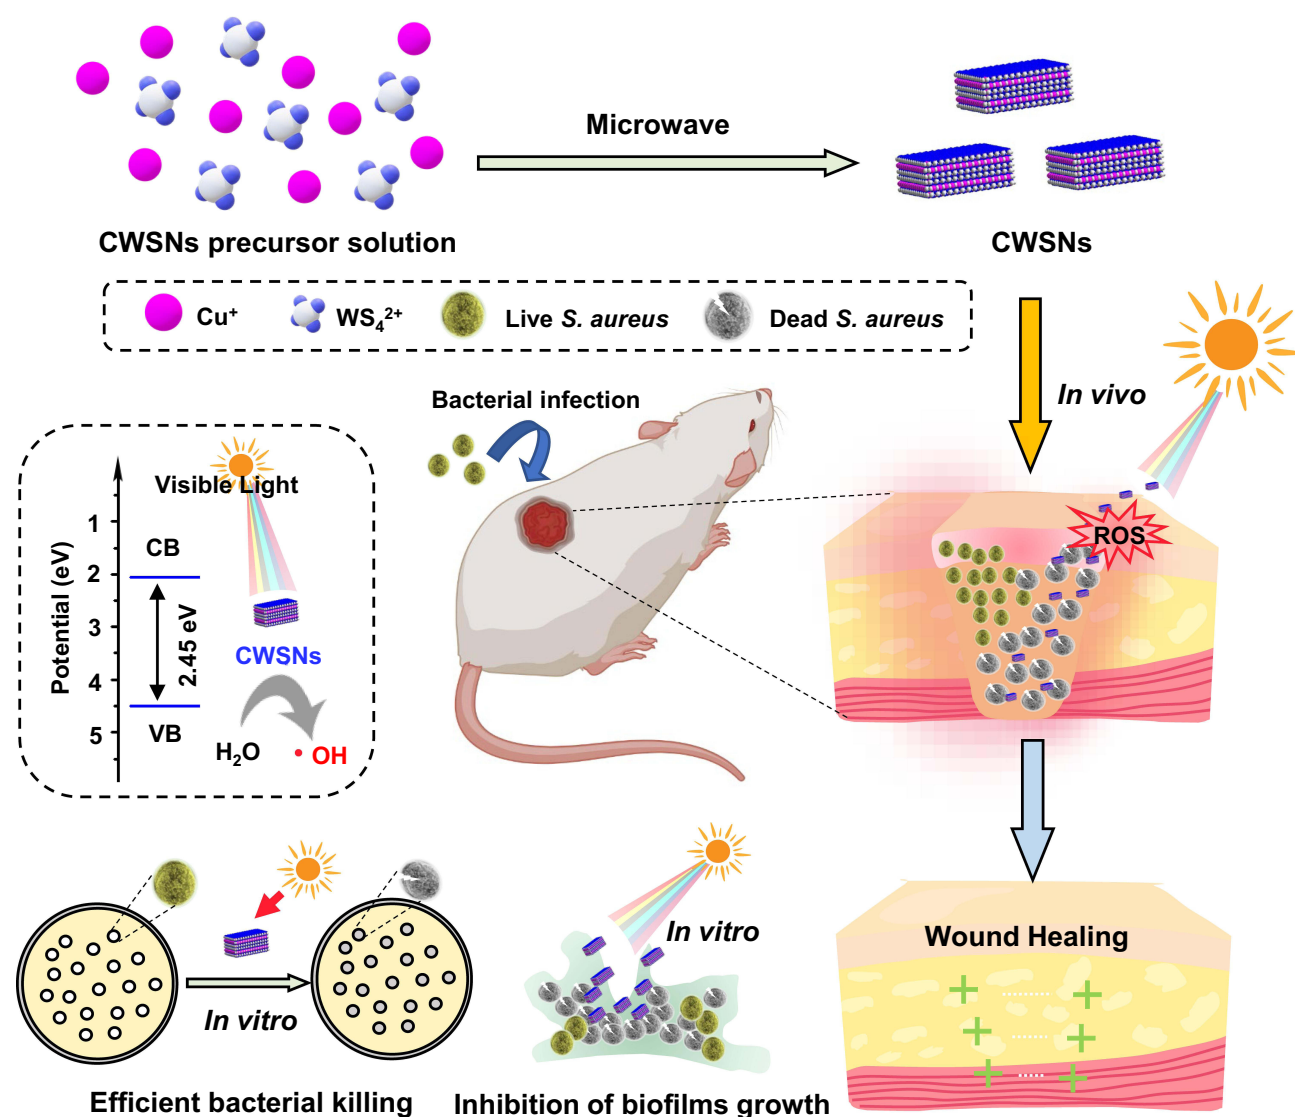 Microwave
CWSNs precursor solution
CWSNs
Cu⁺
WS₄²⁺
Live S. aureus
Dead S. aureus
In vivo
Bacterial infection
Visible Light
Potential (eV)
1
2
3
4
5
CB
2.45 eV
VB
CWSNs
H₂O
• OH
ROS
In vitro
Efficient bacterial killing
In vitro
Inhibition of biofilms growth
Wound Healing